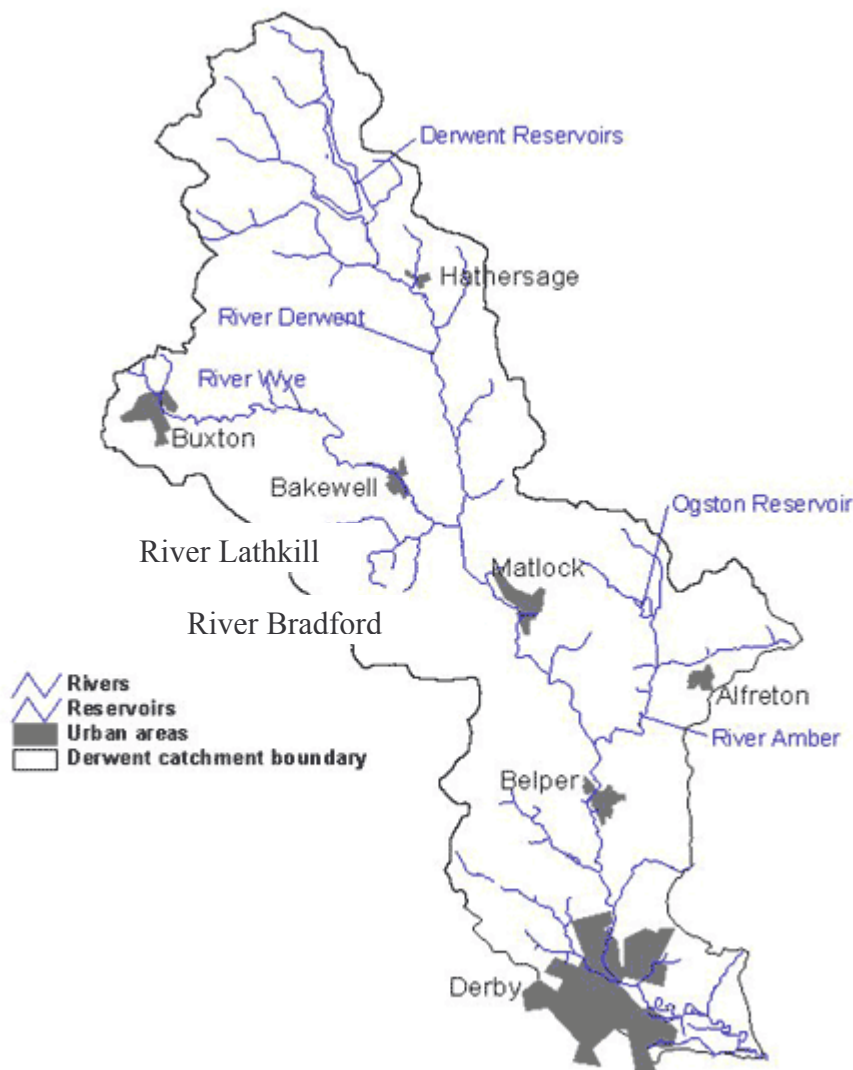 Derwent Reservoirs
Hathersage
River Derwent
River Wye
Buxton
Bakewell
Ogston Reservoir
River Lathkill
Matlock
River Bradford
Rivers
Reservoirs
Urban areas
Derwent catchment boundary
Alfreton
River Amber
Belper
Derby